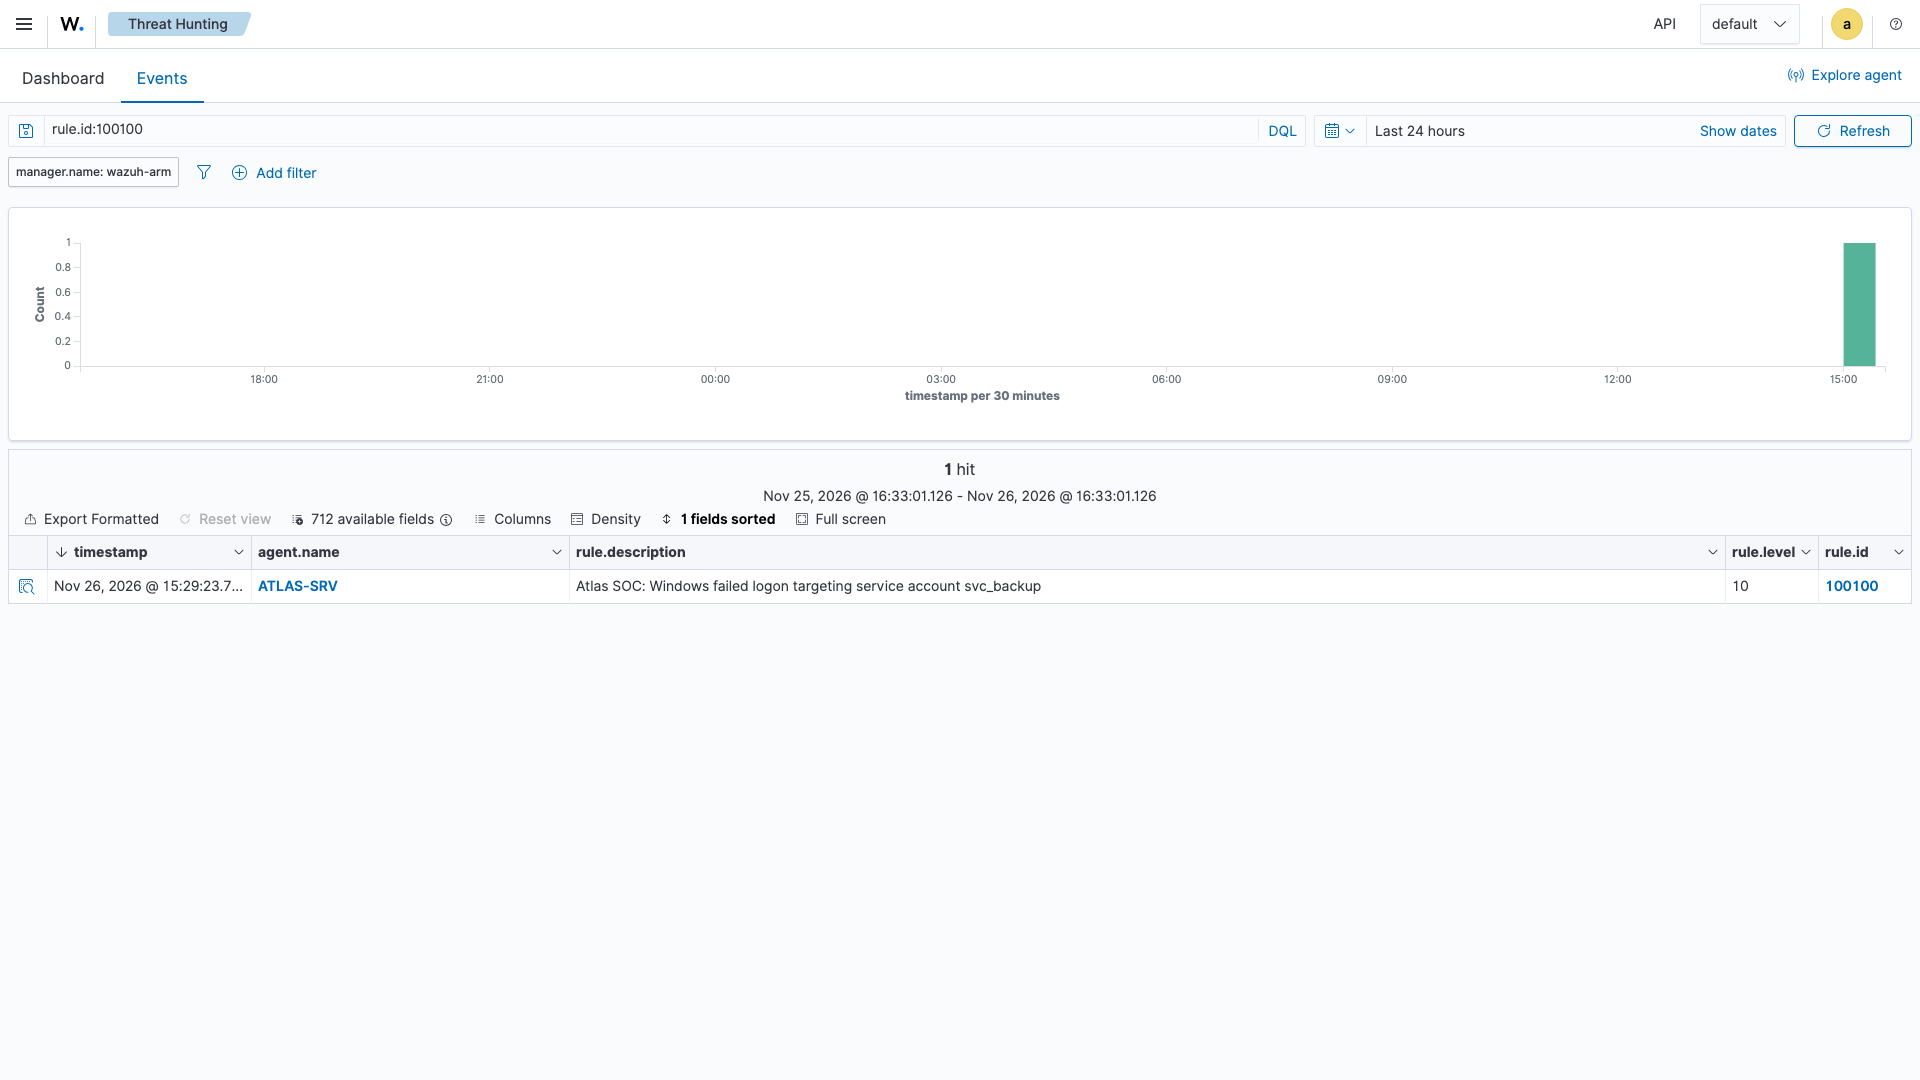 W. Threat Hunting API default a
Dashboard Events Explore agent
rule.id:100100 DQL Last 24 hours Show dates Refresh
manager.name: wazuh-arm Add filter
1
0.8
0.6
0.4
0.2
0
Count
18:00 21:00 00:00 03:00 06:00 09:00 12:00 15:00
timestamp per 30 minutes
1 hit
Nov 25, 2026 @ 16:33:01.126 - Nov 26, 2026 @ 16:33:01.126
Export Formatted Reset view 712 available fields Columns Density 1 fields sorted Full screen
timestamp agent.name rule.description rule.level rule.id
Nov 26, 2026 @ 15:29:23.7... ATLAS-SRV Atlas SOC: Windows failed logon targeting service account svc_backup 10 100100